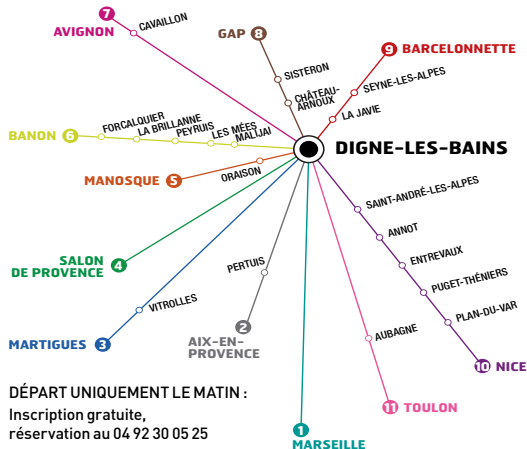 7
AVIGNON
CAVAILLON
GAP 8
SISTERON
CHÂTEAU-
ARNOUX
9 BARCELONNETTE
SEYNE-LES-ALPES
LA JAVIE
BANON 6
FORCALQUIER
LA BRILLANNE
PEYRUIS
LES MÉES
MALIJAI
DIGNE-LES-BAINS
MANOSQUE 5
ORAISON
SALON
DE PROVENCE 4
VITROLLES
MARTIGUES 3
PERTUIS
2
AIX-EN-
PROVENCE
SAINT-ANDRÉ-LES-ALPES
ANNOT
ENTREVAUX
PUGET-THÉNIERS
PLAN-DU-VAR
10 NICE
AUBAGNE
11 TOULON
1
MARSEILLE
DÉPART UNIQUEMENT LE MATIN :
Inscription gratuite,
réservation au 04 92 30 05 25